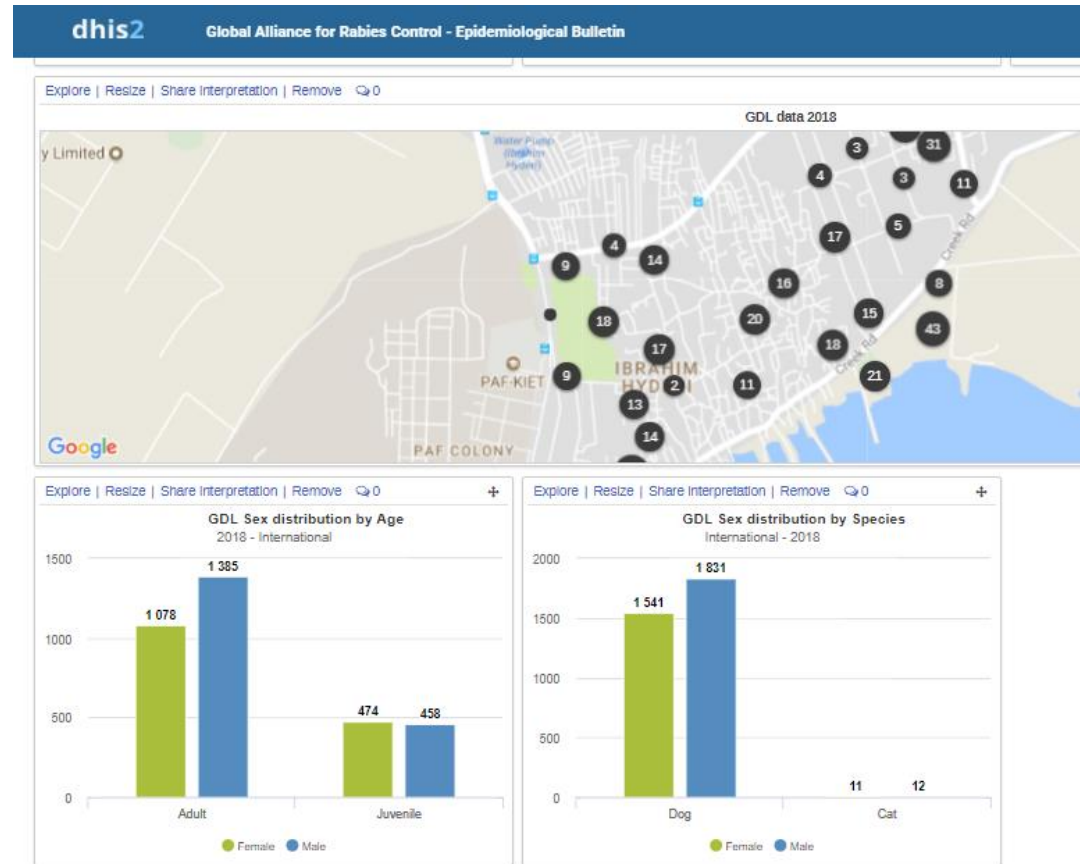 dhis2 Global Alliance for Rabies Control - Epidemiological Bulletin
Explore | Resize | Share Interpretation | Remove 0
GDL data 2018
y Limited
Water Pump
(Ibrahim
Hyderi)
3
31
4
3
11
Creek Rd
17
5
4
14
9
16
8
18
20
15
43
17
18
Creek Rd
IBRAHIM
HYDERI
PAF-KIET
9
2
11
21
13
14
Google
PAF COLONY
Explore | Resize | Share Interpretation | Remove 0
GDL Sex distribution by Age
2018 - International
1500
1000
500
0
1 078
1 385
474
458
Adult
Juvenile
Female Male
Explore | Resize | Share Interpretation | Remove 0
GDL Sex distribution by Species
International - 2018
2000
1500
1000
500
0
1 541
1 831
11
12
Dog
Cat
Female Male